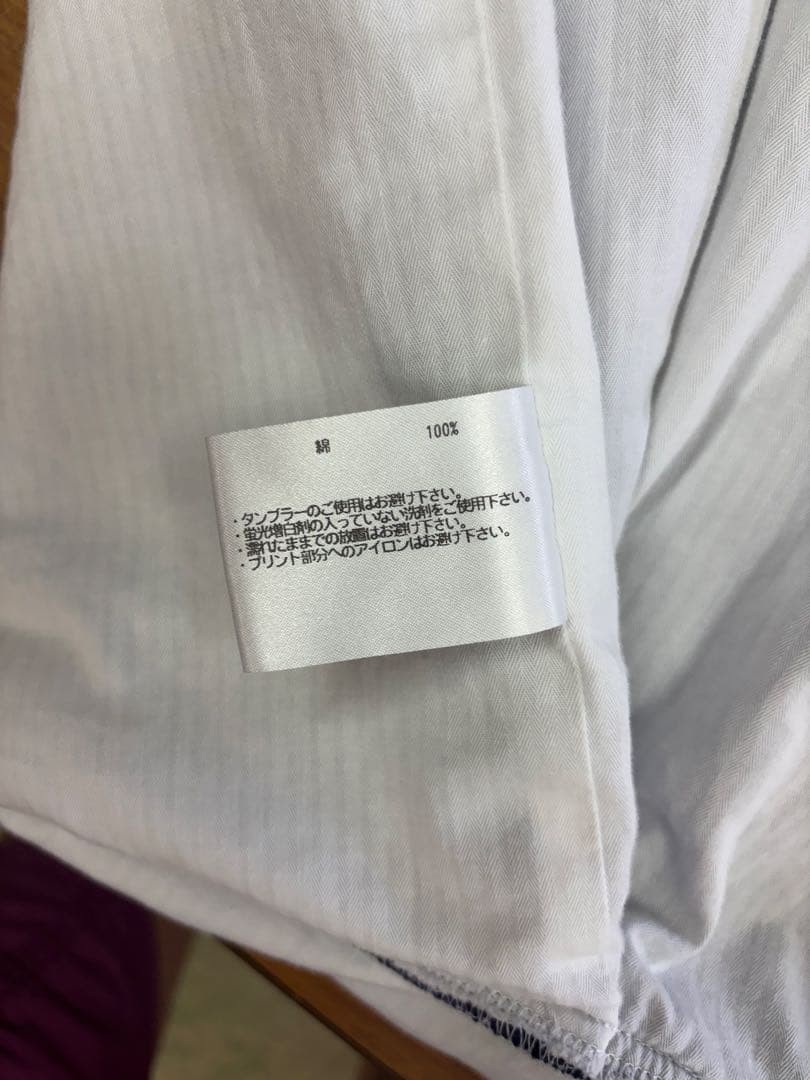 綿 100%
・タンブラーのご使用はお避け下さい。
・蛍光増白剤の入っていない洗剤をご使用下さい。
・濡れたままでの放置はお避け下さい。
・プリント部分へのアイロンはお避け下さい。